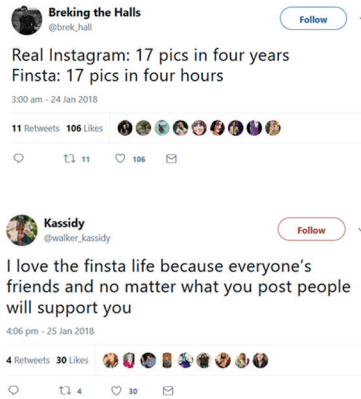 Breking the Halls
@brek_hall
Follow
Real Instagram: 17 pics in four years
Finsta: 17 pics in four hours
3:00 am - 24 Jan 2018
11 Retweets 106 Likes
11 106
Kassidy
@walker_kassidy
Follow
I love the finsta life because everyone's
friends and no matter what you post people
will support you
4:06 pm - 25 Jan 2018
4 Retweets 30 Likes
4 30